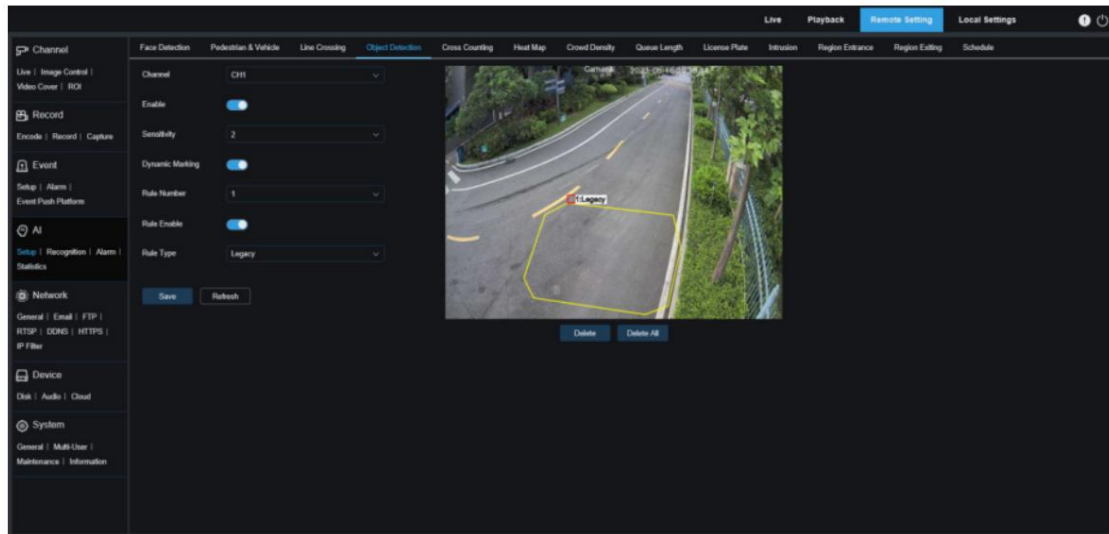 Live Playback Remote Setting Local Settings
Channel
Live | Image Control |
Video Cover | ROI
Record
Encode | Record | Capture
Event
Setup | Alarm |
Event Push Platform
AI
Setup | Recognition | Alarm |
Statistics
Network
General | Email | FTP |
RTSP | DDNS | HTTPS |
IP Filter
Device
Disk | Audio | Cloud
System
General | Multi-User |
Maintenance | Information
Face Detection Pedestrian & Vehicle Line Crossing Object Detection Cross Counting Heat Map Crowd Density Queue Length License Plate Intrusion Region Entrance Region Exiting Schedule
Channel CH1
Enable
Sensitivity 2
Dynamic Marking
Rule Number 1
Rule Enable
Rule Type Legacy
Save Refresh
1:Legacy
Delete Delete All